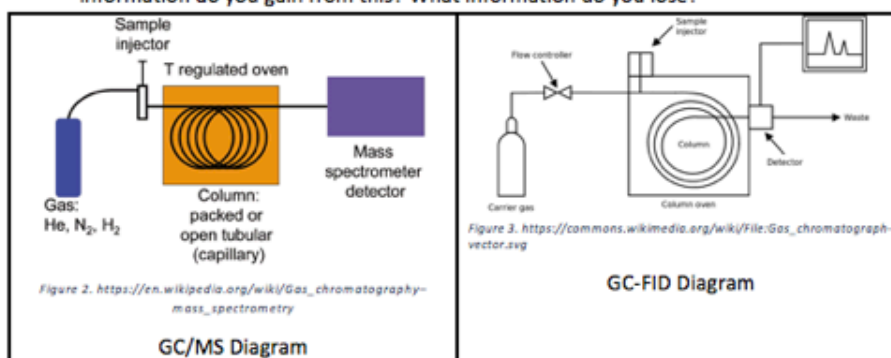 information do you gain from this? What information do you lose?
Sample
injector
T regulated oven
Gas:
He, N₂, H₂
Column:
packed or
open tubular
(capillary)
Mass
spectrometer
detector
Figure 2. https://en.wikipedia.org/wiki/Gas_chromatography–
mass_spectrometry
GC/MS Diagram
Sample
injector
Flow controller
Carrier gas
Column
Column oven
Detector
Waste
Figure 3. https://commons.wikimedia.org/wiki/File:Gas_chromatograph-
vector.svg
GC-FID Diagram